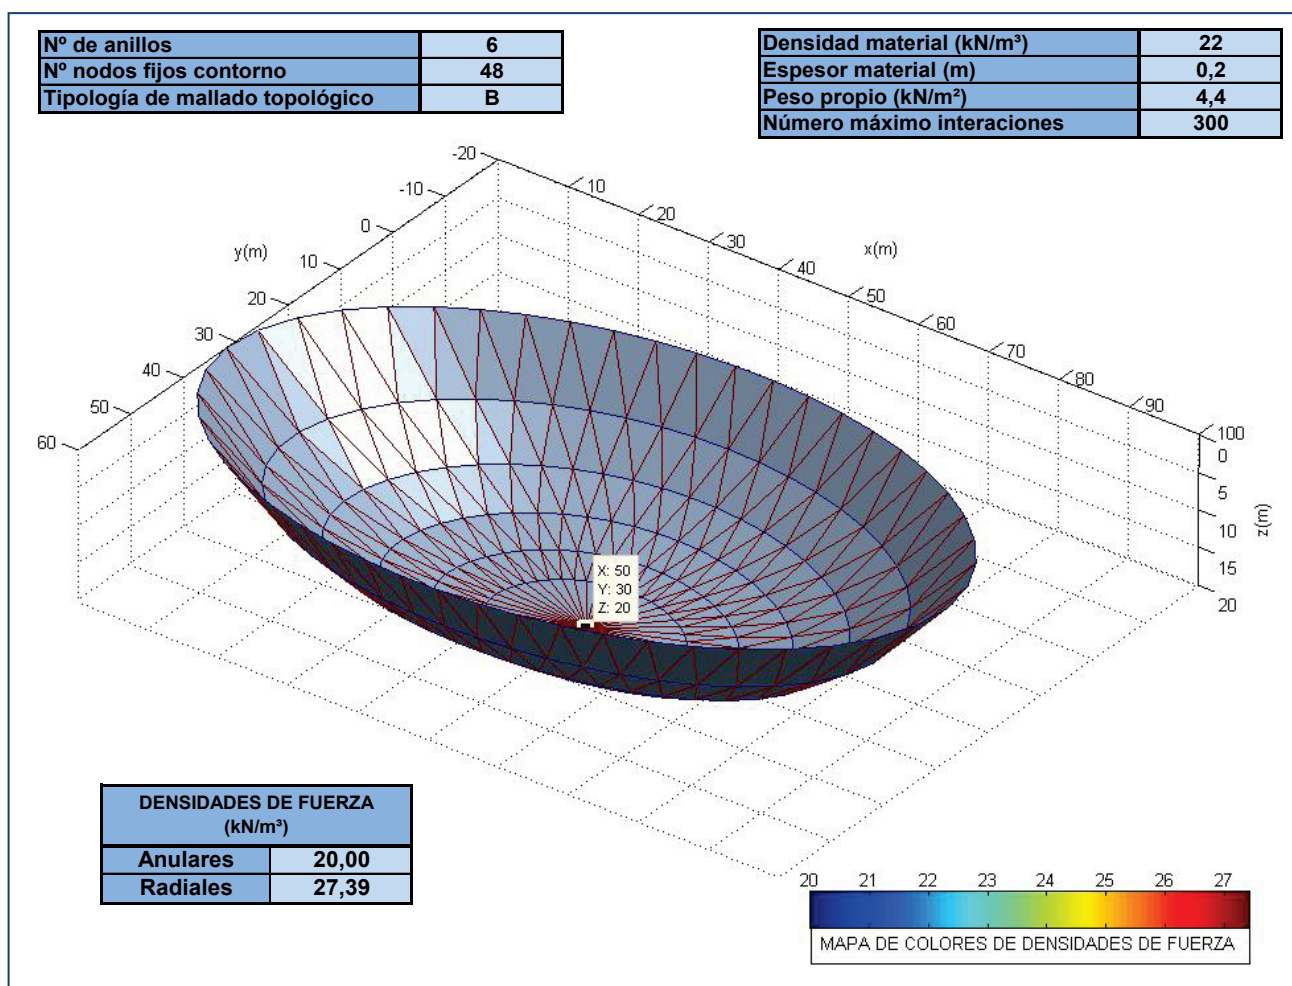 Nº de anillos 6
Nº nodos fijos contorno 48
Tipología de mallado topológico B
Densidad material (kN/m³) 22
Espesor material (m) 0,2
Peso propio (kN/m²) 4,4
Número máximo interaciones 300
-20
-10
0
10
20
30
40
50
60
y(m)
10
20
30
40
50
60
70
80
90
100
x(m)
0
5
10
15
20
z(m)
X: 50
Y: 30
Z: 20
DENSIDADES DE FUERZA
(kN/m³)
Anulares 20,00
Radiales 27,39
20 21 22 23 24 25 26 27
MAPA DE COLORES DE DENSIDADES DE FUERZA